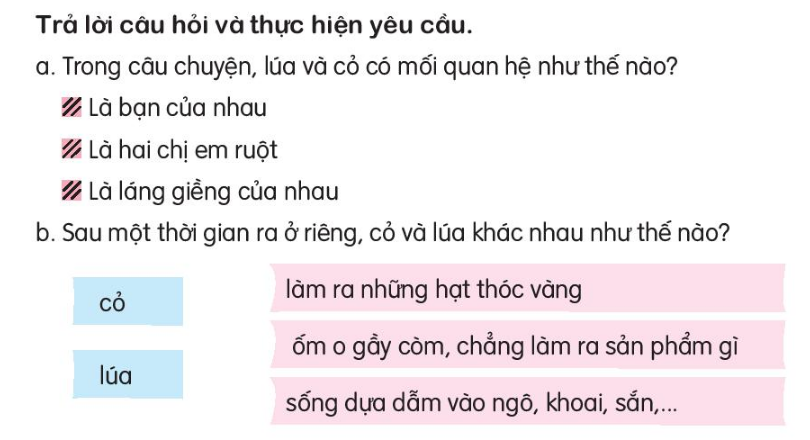 Trả lời câu hỏi và thực hiện yêu cầu.
a. Trong câu chuyện, lúa và cỏ có mối quan hệ như thế nào?
Là bạn của nhau
Là hai chị em ruột
Là láng giềng của nhau
b. Sau một thời gian ra ở riêng, cỏ và lúa khác nhau như thế nào?
cỏ
lúa
làm ra những hạt thóc vàng
ốm o gầy còm, chẳng làm ra sản phẩm gì
sống dựa dẫm vào ngô, khoai, sắn,...